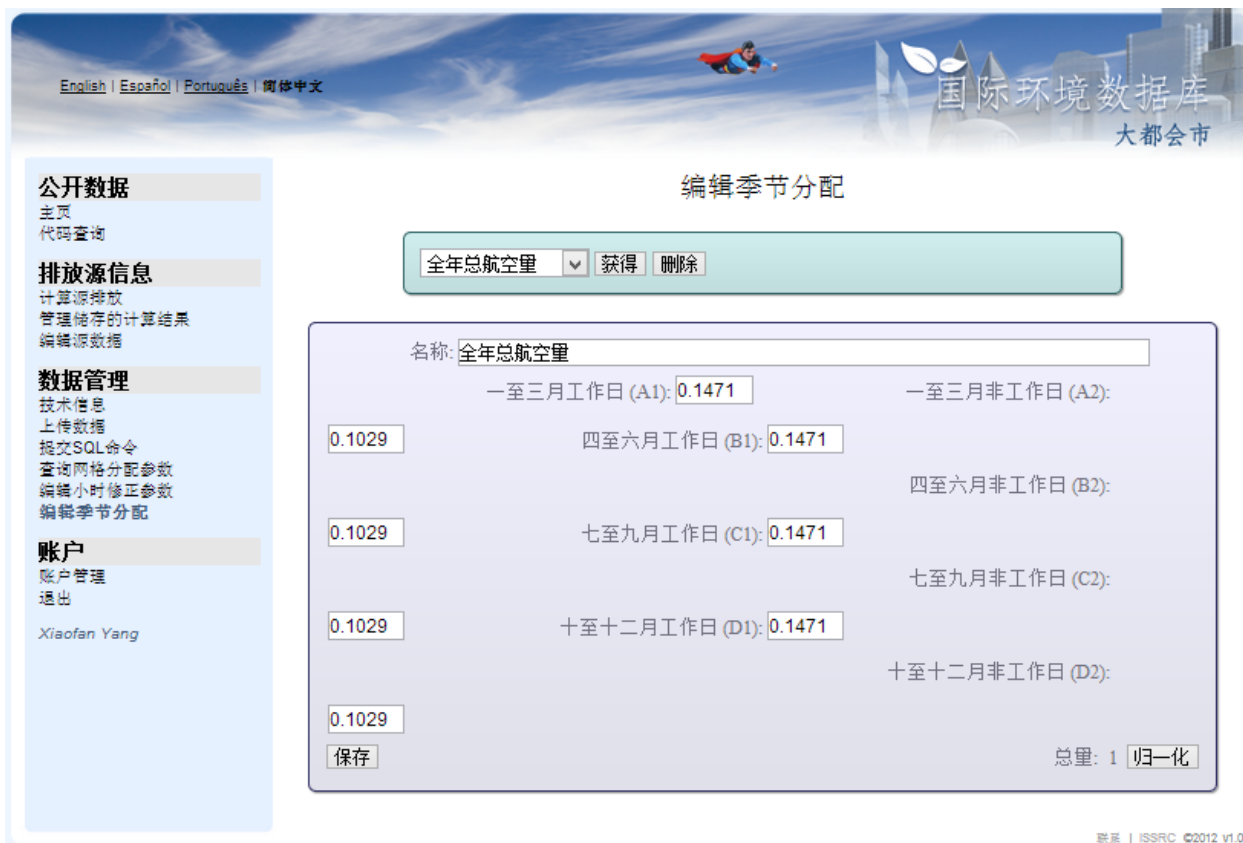 English | Español | Português | 简体中文
国际环境数据库
大都会市
公开数据
主页
代码查询
排放源信息
计算源排放
管理储存的计算结果
编辑源数据
数据管理
技术信息
上传数据
提交SQL命令
查询网格分配参数
编辑小时修正参数
编辑季节分配
账户
账户管理
退出
Xiaofan Yang
编辑季节分配
全年总航空量 获得 删除
名称: 全年总航空量
一至三月工作日 (A1): 0.1471 一至三月非工作日 (A2):
0.1029 四至六月工作日 (B1): 0.1471
四至六月非工作日 (B2):
0.1029 七至九月工作日 (C1): 0.1471
七至九月非工作日 (C2):
0.1029 十至十二月工作日 (D1): 0.1471
十至十二月非工作日 (D2):
0.1029
保存 总量: 1 归一化
联系 | ISSRC ©2012 v1.0